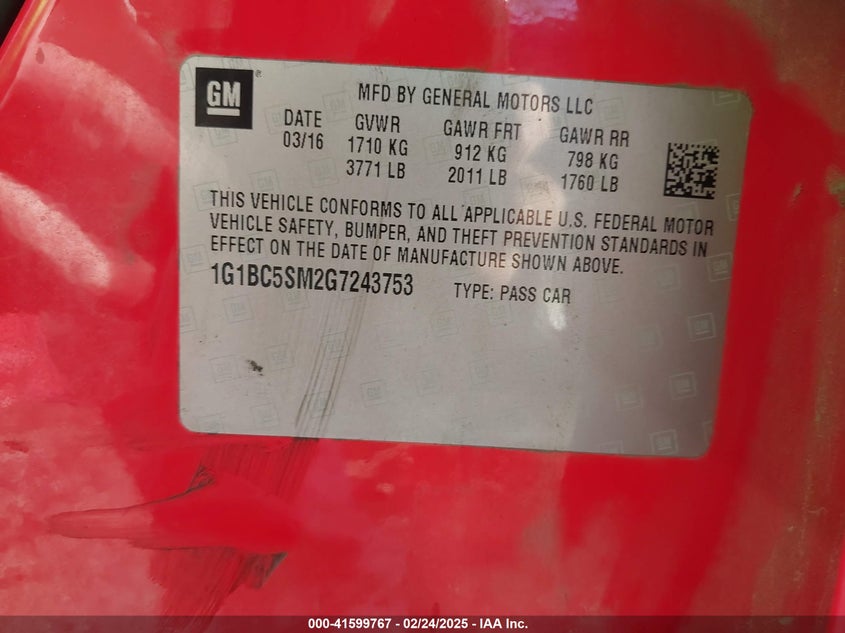 GM ®
MFD BY GENERAL MOTORS LLC
DATE GVWR GAWR FRT GAWR RR
03/16 1710 KG 912 KG 798 KG
3771 LB 2011 LB 1760 LB
THIS VEHICLE CONFORMS TO ALL APPLICABLE U.S. FEDERAL MOTOR
VEHICLE SAFETY, BUMPER, AND THEFT PREVENTION STANDARDS IN
EFFECT ON THE DATE OF MANUFACTURE SHOWN ABOVE.
1G1BC5SM2G7243753 TYPE: PASS CAR
000-41599767 - 02/24/2025 - IAA Inc.